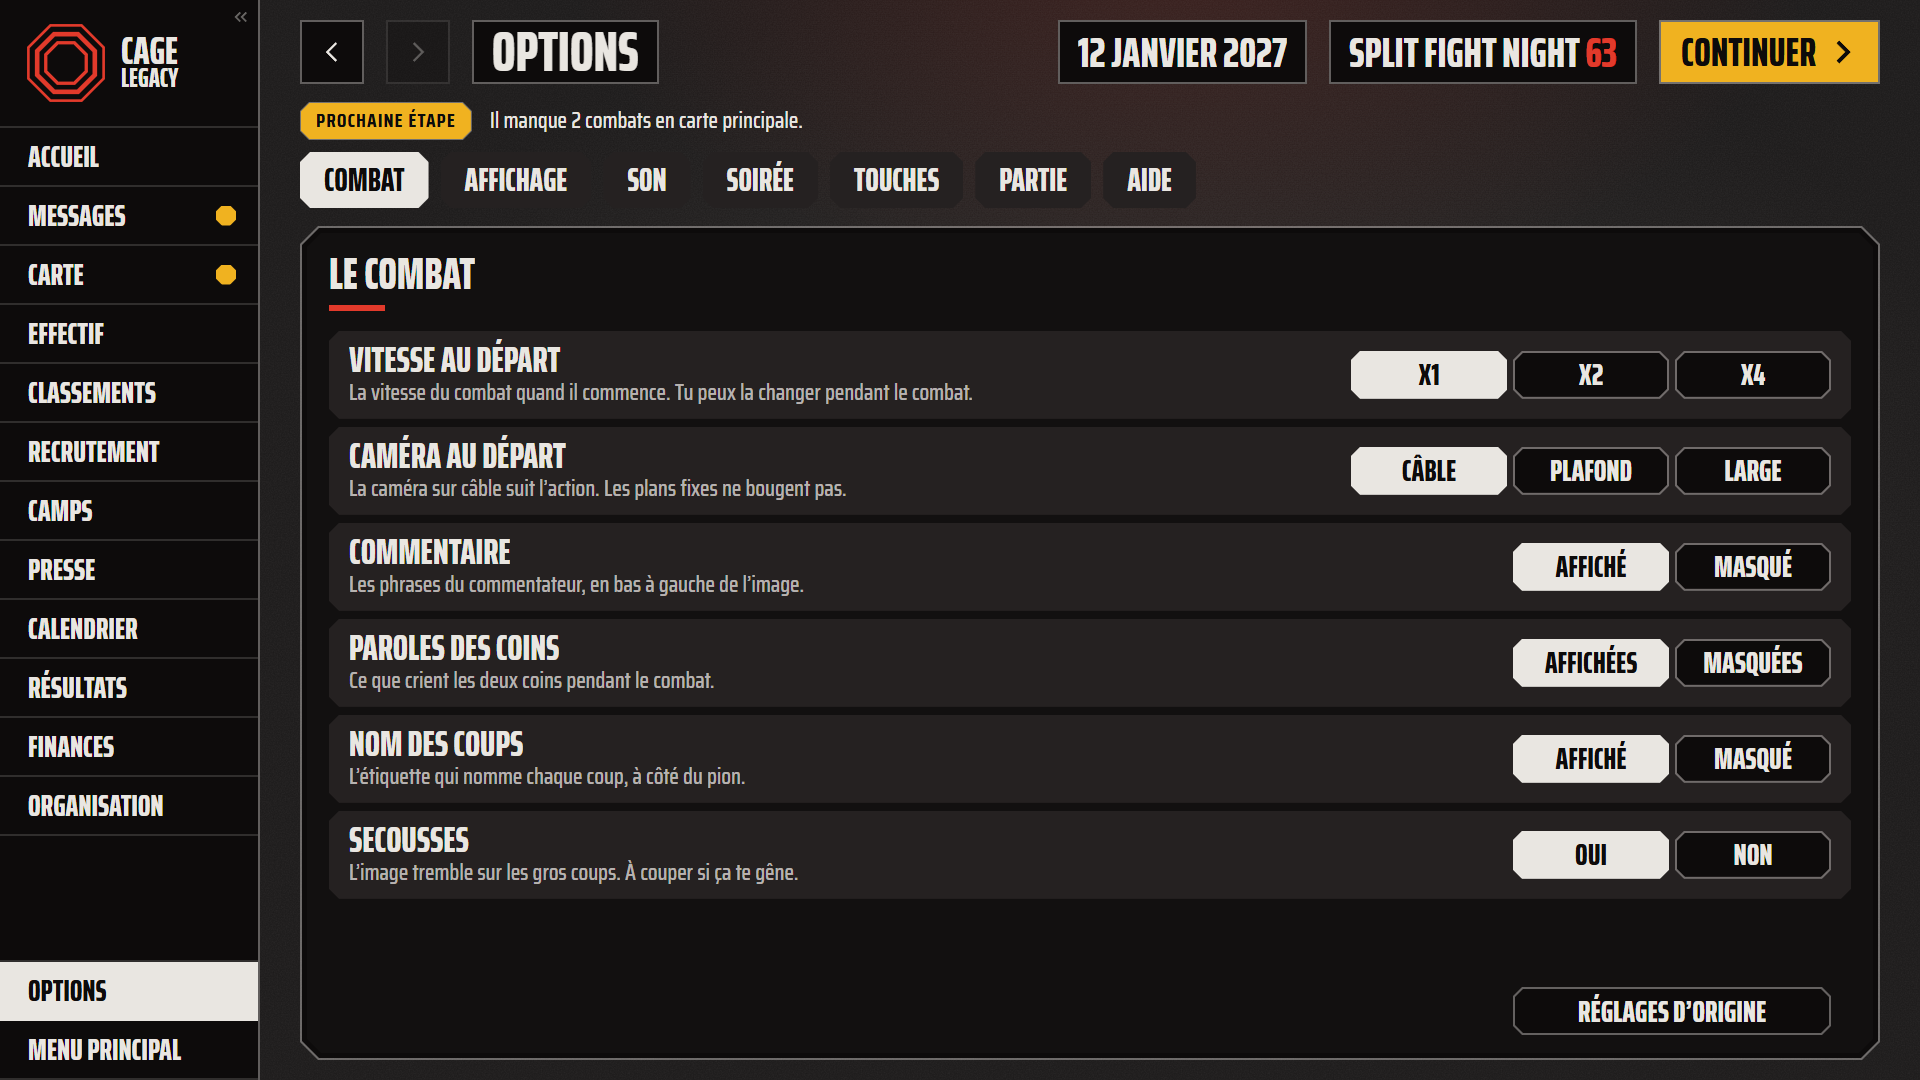 CAGE
LEGACY
ACCUEIL
MESSAGES
CARTE
EFFECTIF
CLASSEMENTS
RECRUTEMENT
CAMPS
PRESSE
CALENDRIER
RÉSULTATS
FINANCES
ORGANISATION
OPTIONS
MENU PRINCIPAL
OPTIONS
12 JANVIER 2027
SPLIT FIGHT NIGHT 63
CONTINUER
PROCHAINE ÉTAPE
Il manque 2 combats en carte principale.
COMBAT AFFICHAGE SON SOIRÉE TOUCHES PARTIE AIDE
LE COMBAT
VITESSE AU DÉPART
La vitesse du combat quand il commence. Tu peux la changer pendant le combat.
X1 X2 X4
CAMÉRA AU DÉPART
La caméra sur câble suit l'action. Les plans fixes ne bougent pas.
CÂBLE PLAFOND LARGE
COMMENTAIRE
Les phrases du commentateur, en bas à gauche de l'image.
AFFICHÉ MASQUÉ
PAROLES DES COINS
Ce que crient les deux coins pendant le combat.
AFFICHÉES MASQUÉES
NOM DES COUPS
L'étiquette qui nomme chaque coup, à côté du pion.
AFFICHÉ MASQUÉ
SECOUSSES
L'image tremble sur les gros coups. À couper si ça te gêne.
OUI NON
RÉGLAGES D'ORIGINE